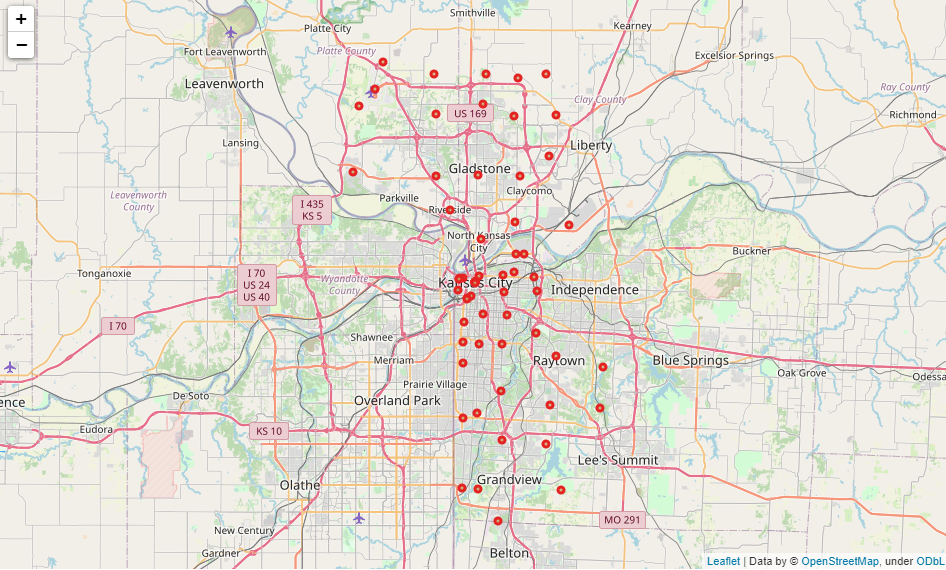 +
−
Smithville
Platte City
Kearney
Platte County
Fort Leavenworth
Excelsior Springs
Leavenworth
Clay County
Ray County
US 169
Richmond
Lansing
Liberty
Gladstone
Leavenworth
County
Parkville
Claycomo
I 435
KS 5
Riverside
North Kansas
City
Buckner
Tonganoxie
I 70
US 24
US 40
Wyandotte
County
Kansas City
Independence
I 70
Shawnee
Merriam
Raytown
Blue Springs
Oak Grove
Odessa
Prairie Village
De Soto
Overland Park
ence
Eudora
KS 10
Lee's Summit
Olathe
Grandview
MO 291
New Century
Gardner
Belton
Leaflet | Data by © OpenStreetMap, under ODbL